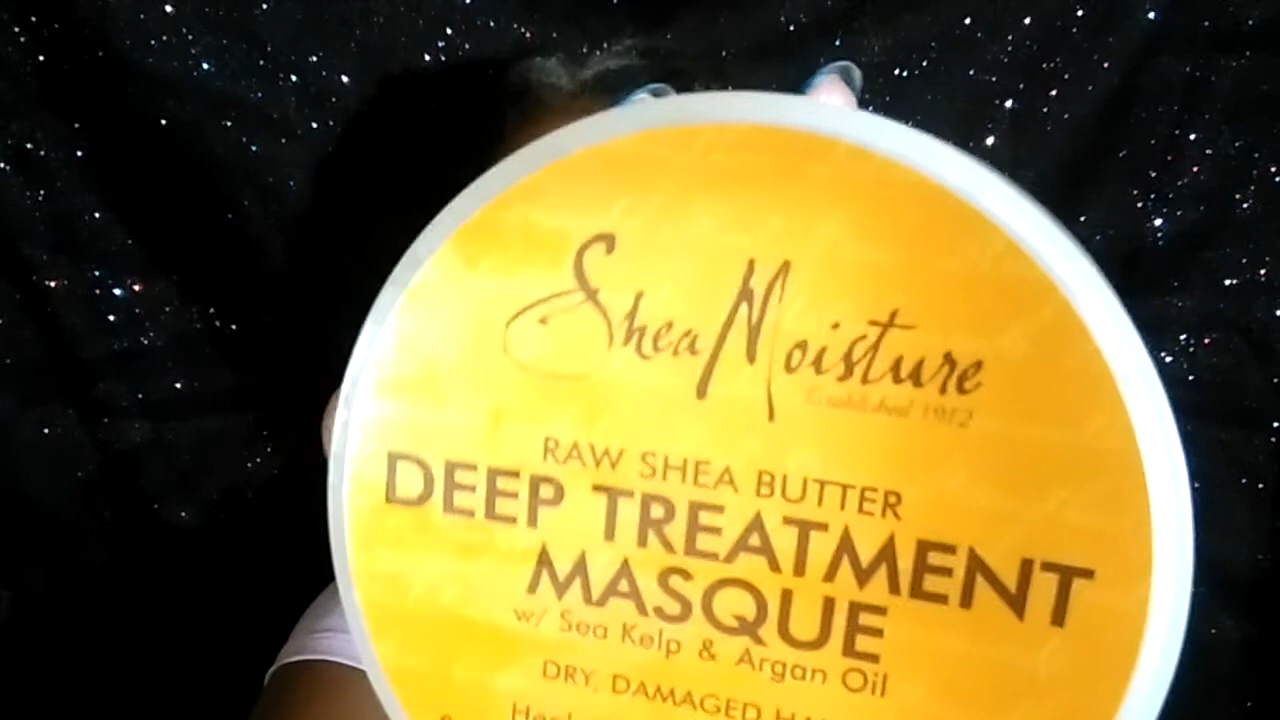 SheaMoisture
Established 1912
RAW SHEA BUTTER
DEEP TREATMENT
MASQUE
w/ Sea Kelp & Argan Oil
DRY, DAMAGED